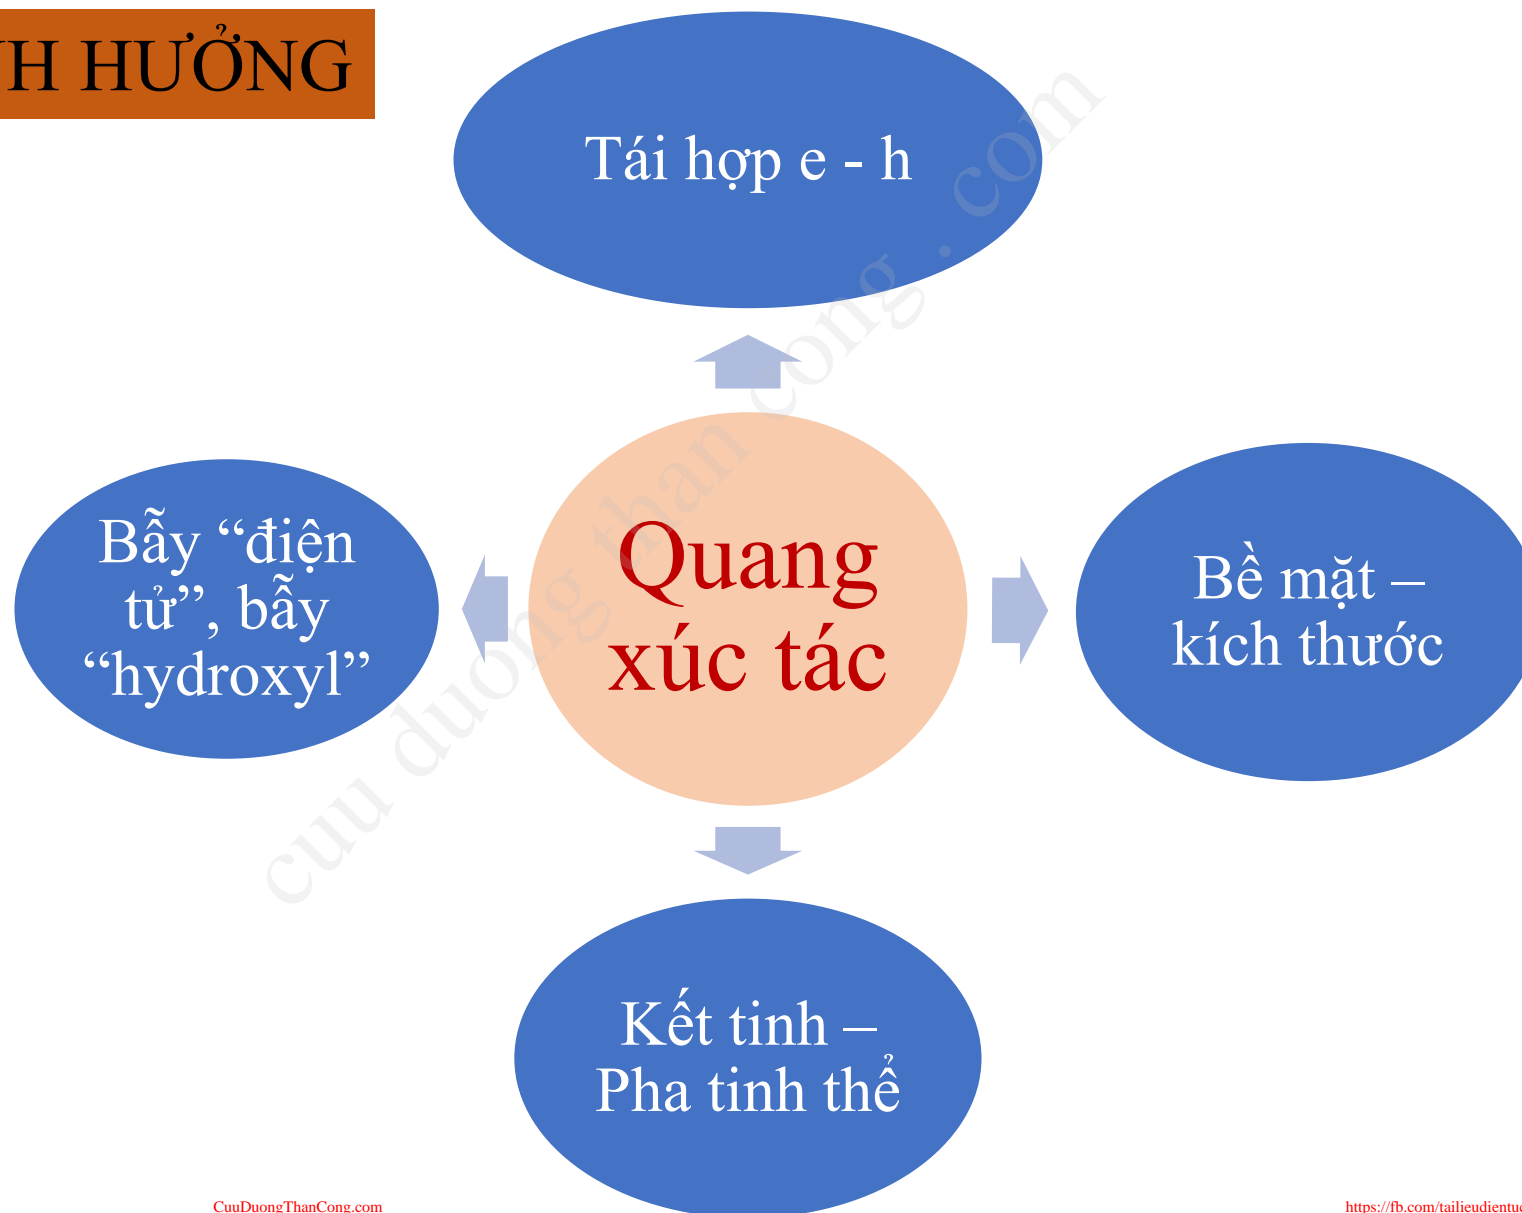 H HƯỞNG
Tái hợp e - h
Bẫy “điện
tử”, bẫy
“hydroxyl”
Quang
xúc tác
Bề mặt –
kích thước
Kết tinh –
Pha tinh thể
cuu duong than cong . com
CuuDuongThanCong.com
https://fb.com/tailieudientu